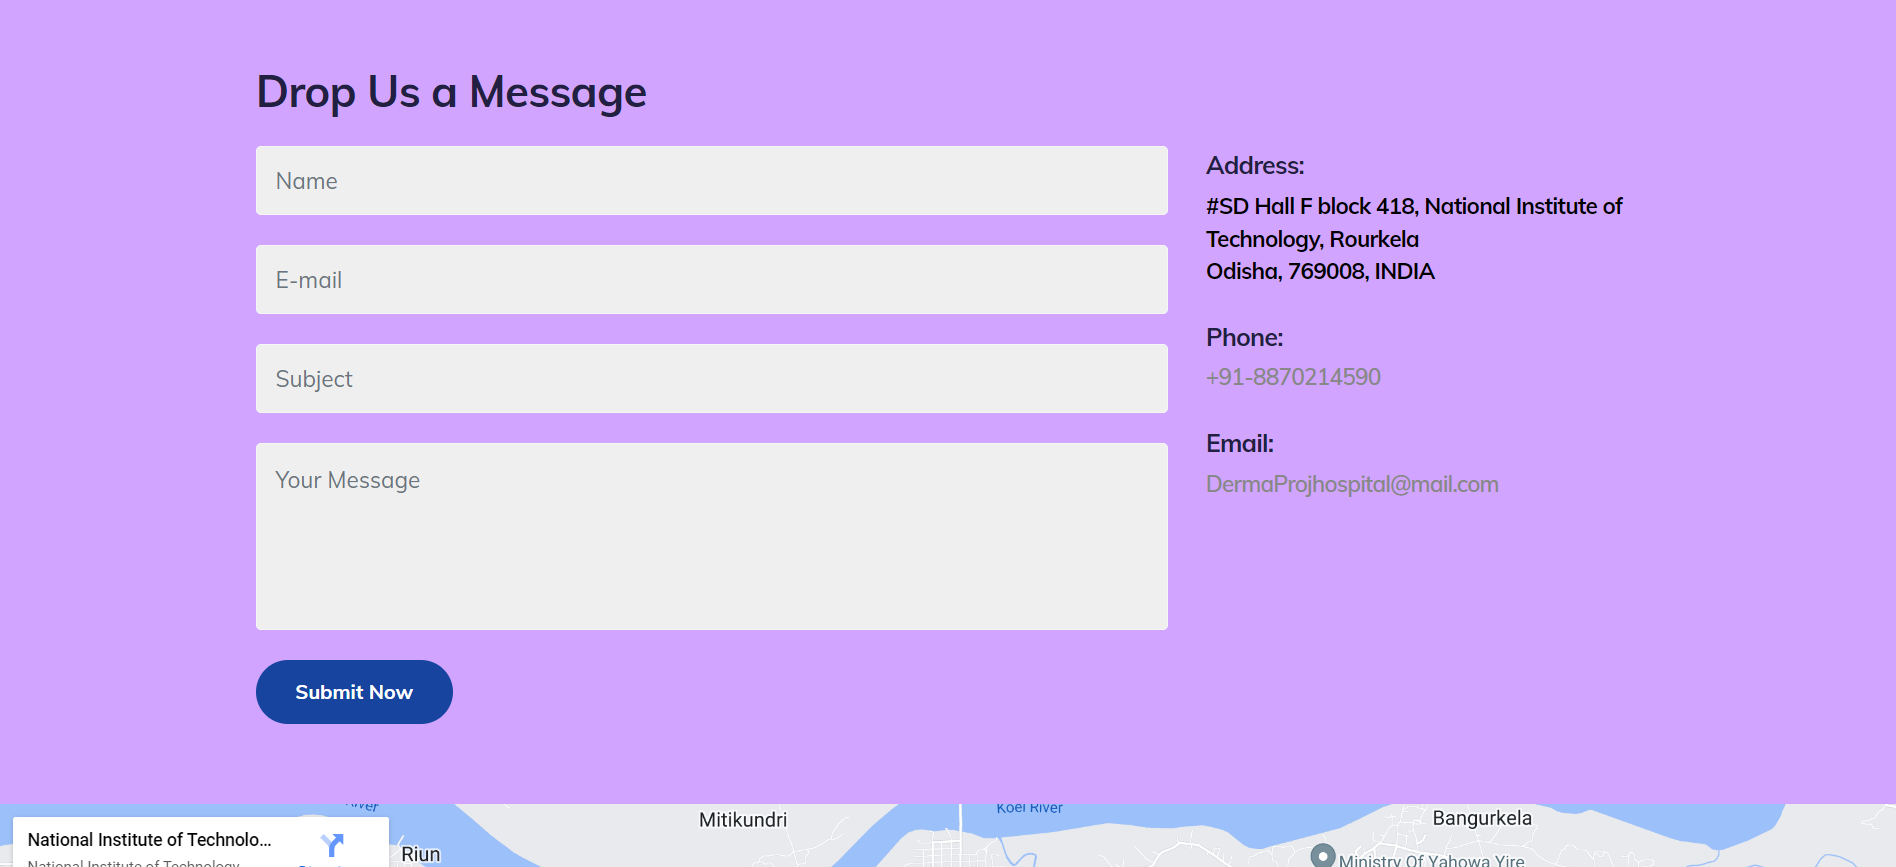 Drop Us a Message
Name
E-mail
Subject
Your Message
Submit Now
Address:
#SD Hall F block 418, National Institute of
Technology, Rourkela
Odisha, 769008, INDIA
Phone:
+91-8870214590
Email:
DermaProjhospital@mail.com
River
Koel River
Mitikundri
Bangurkela
National Institute of Technolo...
National Institute of Technology
Riun
Ministry Of Yahowa Yire